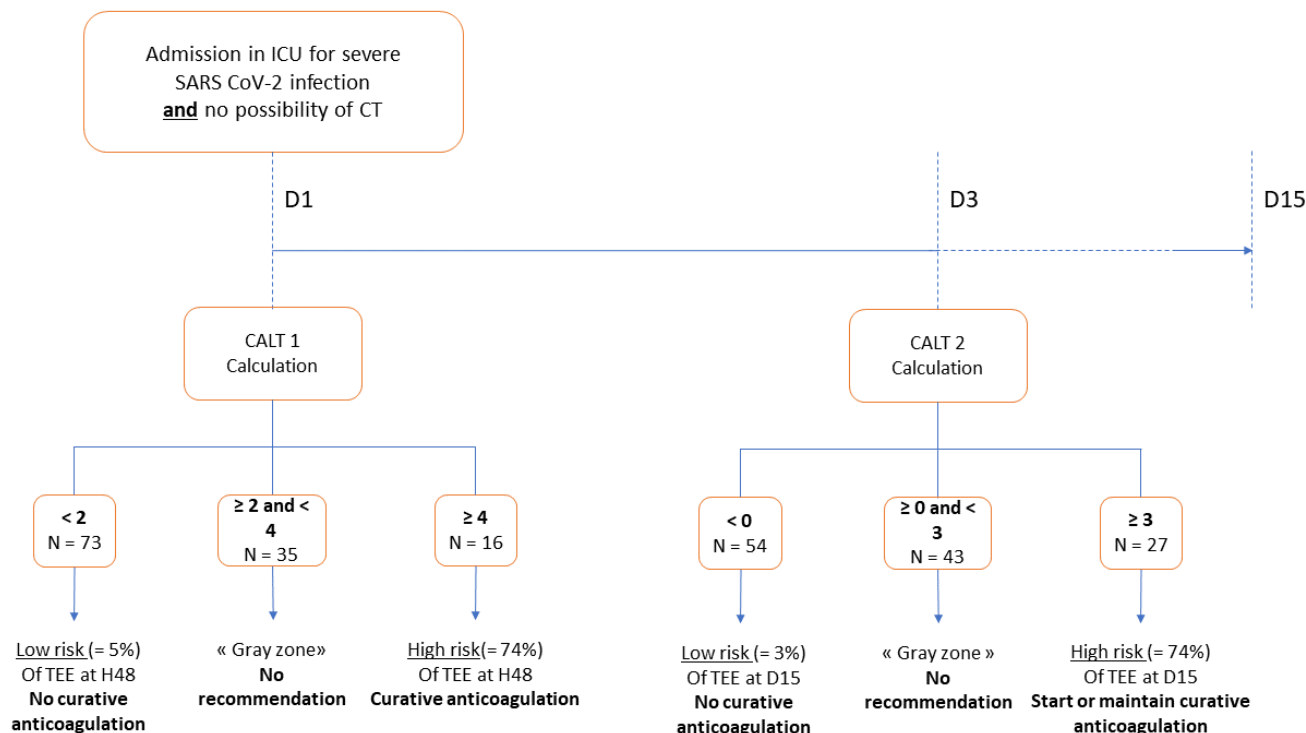 Admission in ICU for severe
SARS CoV-2 infection
and no possibility of CT
D1
D3
D15
CALT 1
Calculation
CALT 2
Calculation
< 2
N = 73
≥ 2 and <
4
N = 35
≥ 4
N = 16
< 0
N = 54
≥ 0 and <
3
N = 43
≥ 3
N = 27
Low risk (= 5%)
Of TEE at H48
No curative
anticoagulation
« Gray zone»
No
recommendation
High risk (= 74%)
Of TEE at H48
Curative anticoagulation
Low risk (= 3%)
Of TEE at D15
No curative
anticoagulation
« Gray zone »
No
recommendation
High risk (= 74%)
Of TEE at D15
Start or maintain curative
anticoagulation